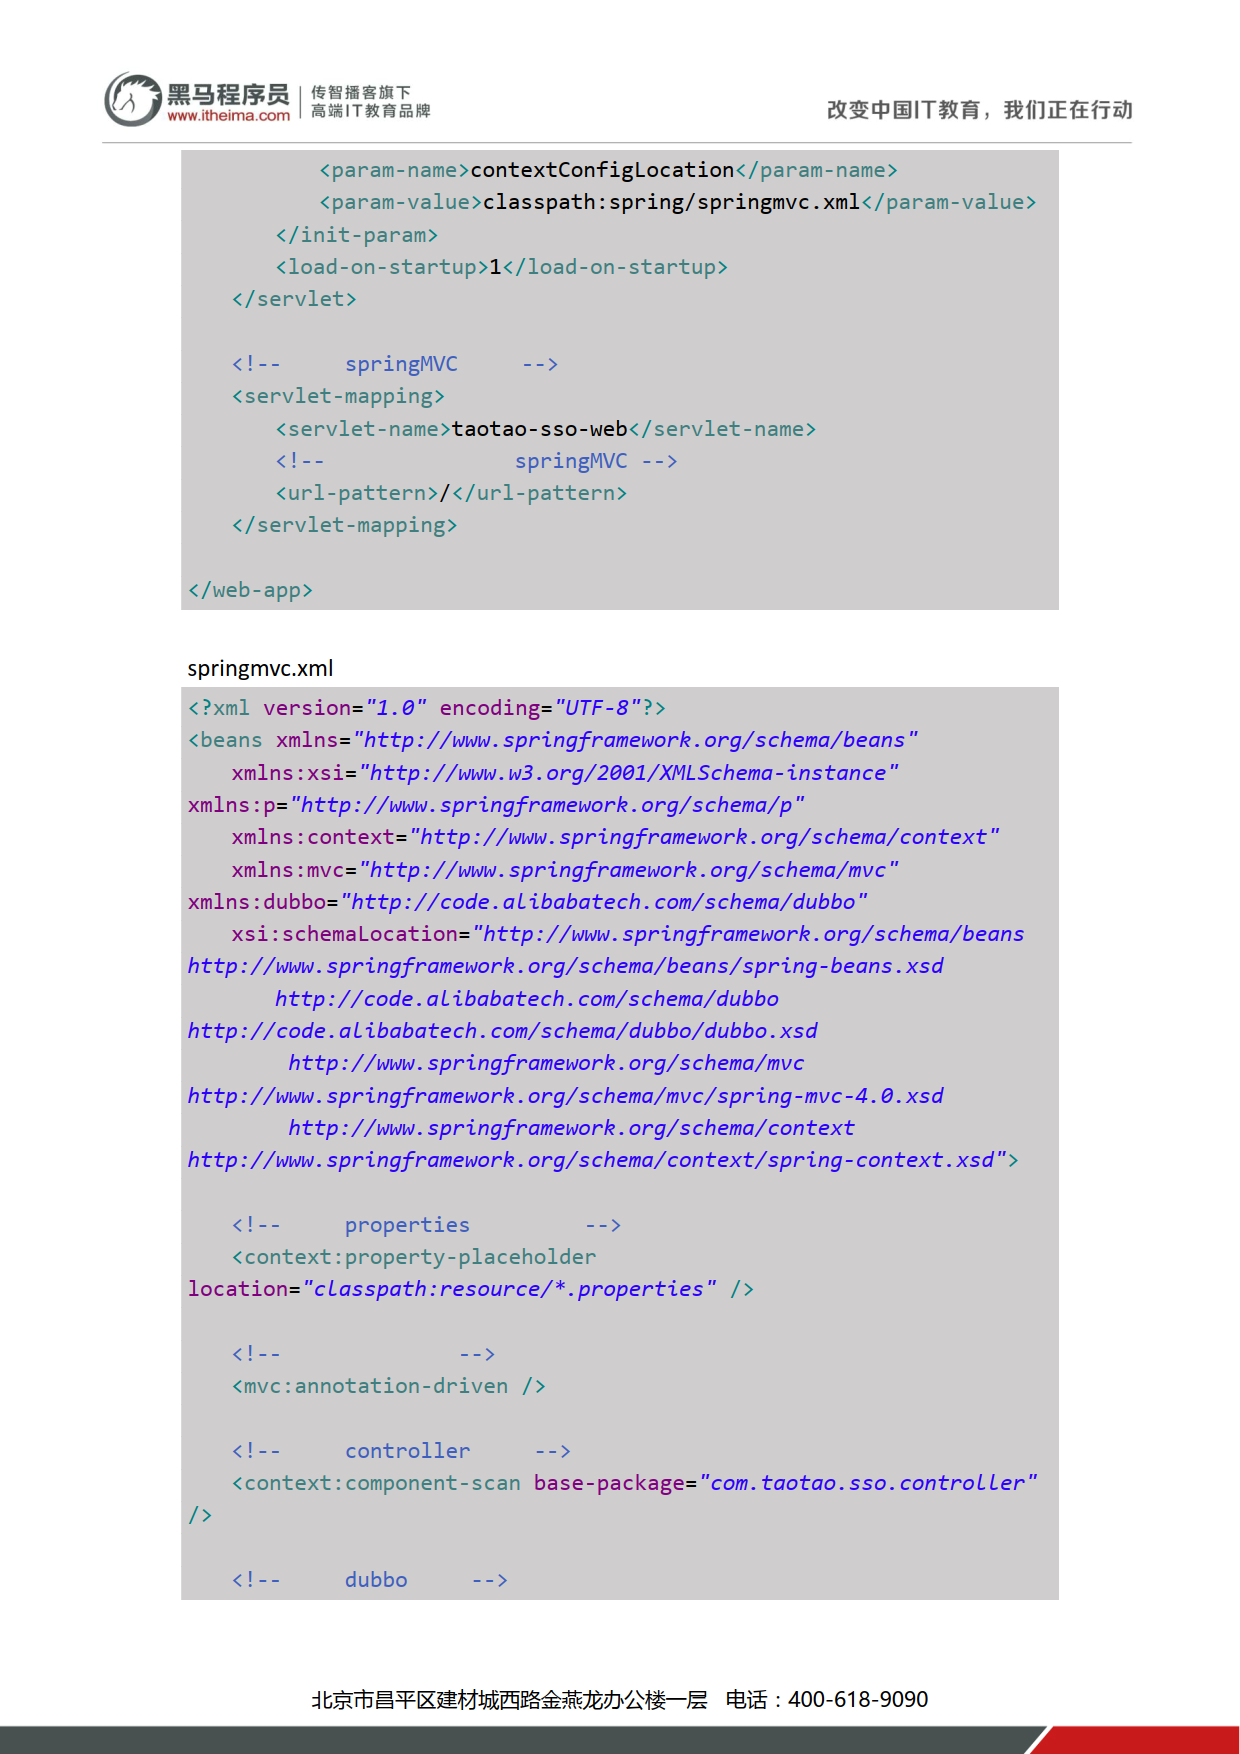 黑马程序员
www.itheima.com
传智播客旗下
高端IT教育品牌
改变中国IT教育，我们正在行动
<param-name>contextConfigLocation</param-name>
<param-value>classpath:spring/springmvc.xml</param-value>
</init-param>
<load-on-startup>1</load-on-startup>
</servlet>
<!-- springMVC -->
<servlet-mapping>
<servlet-name>taotao-sso-web</servlet-name>
<!-- springMVC -->
<url-pattern>/</url-pattern>
</servlet-mapping>
</web-app>
springmvc.xml
<?xml version="1.0" encoding="UTF-8"?>
<beans xmlns="http://www.springframework.org/schema/beans"
xmlns:xsi="http://www.w3.org/2001/XMLSchema-instance"
xmlns:p="http://www.springframework.org/schema/p"
xmlns:context="http://www.springframework.org/schema/context"
xmlns:mvc="http://www.springframework.org/schema/mvc"
xmlns:dubbo="http://code.alibabatech.com/schema/dubbo"
xsi:schemaLocation="http://www.springframework.org/schema/beans
http://www.springframework.org/schema/beans/spring-beans.xsd
http://code.alibabatech.com/schema/dubbo
http://code.alibabatech.com/schema/dubbo/dubbo.xsd
http://www.springframework.org/schema/mvc
http://www.springframework.org/schema/mvc/spring-mvc-4.0.xsd
http://www.springframework.org/schema/context
http://www.springframework.org/schema/context/spring-context.xsd">
<!-- properties -->
<context:property-placeholder
location="classpath:resource/*.properties" />
<!-- -->
<mvc:annotation-driven />
<!-- controller -->
<context:component-scan base-package="com.taotao.sso.controller"
/>
<!-- dubbo -->
北京市昌平区建材城西路金燕龙办公楼一层 电话：400-618-9090